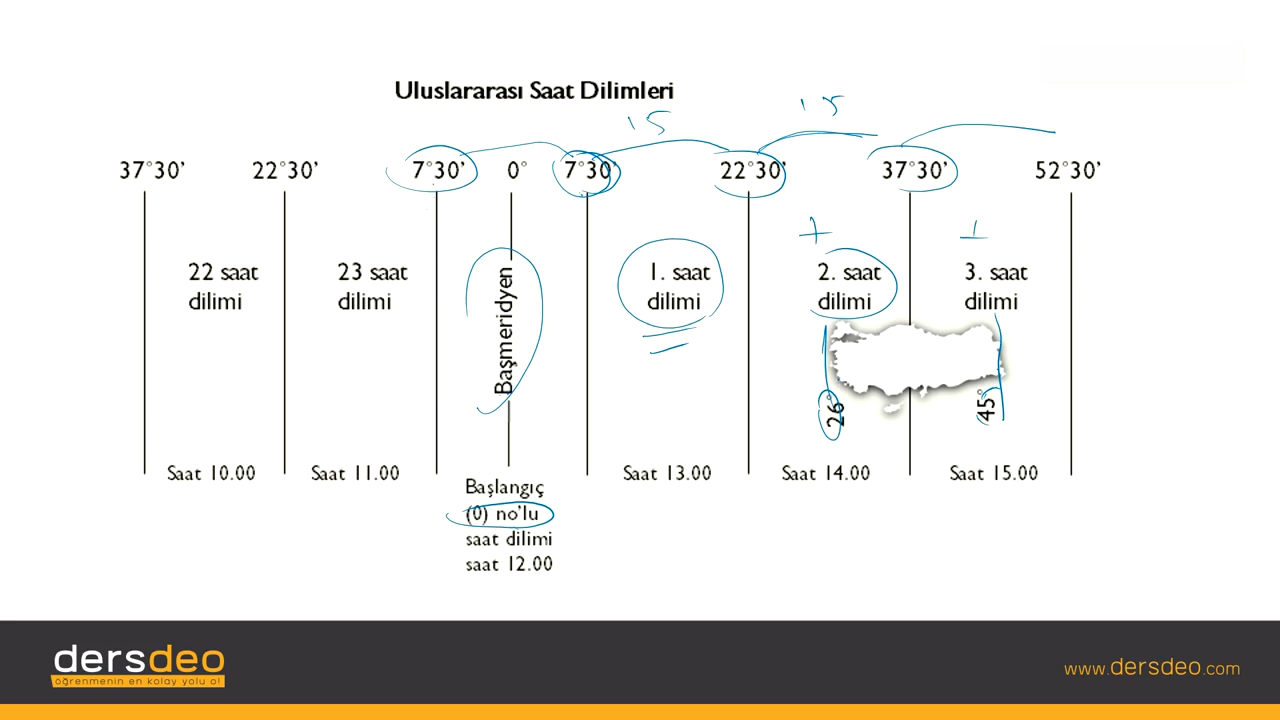 Uluslararası Saat Dilimleri
15
15
37°30' 22°30' 7°30' 0° 7°30' 22°30' 37°30' 52°30'
22 saat dilimi
23 saat dilimi
Başmeridyen
1. saat dilimi
2. saat dilimi
3. saat dilimi
26°
45°
Saat 10.00 Saat 11.00 Saat 13.00 Saat 14.00 Saat 15.00
Başlangıç
(0) no'lu
saat dilimi
saat 12.00
dersdeo
öğrenmenin en kolay yolu o!
www.dersdeo.com